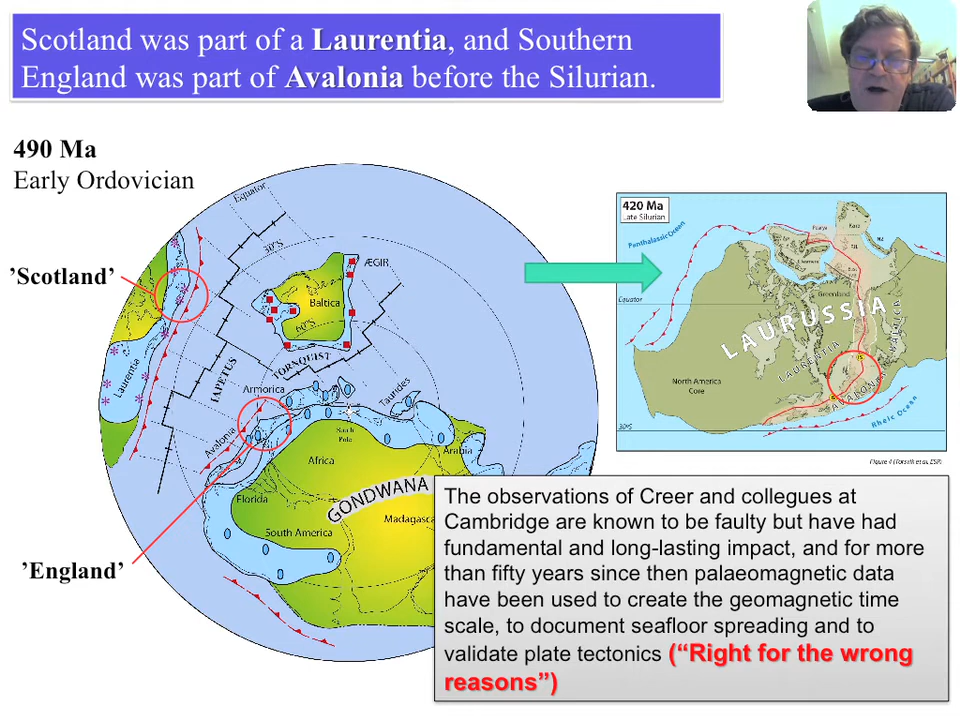 Scotland was part of a Laurentia, and Southern
England was part of Avalonia before the Silurian.
490 Ma
Early Ordovician
’Scotland’
’England’
Equator
30°S
60°S
ÆGIR
Baltica
TORNQUIST
IAPETUS
Laurentia
Armorica
Avalonia
Taurides
South
Pole
Arabia
Africa
Florida
GONDWANA
South America
Madagasca
420 Ma
Late Silurian
Panthalassic Ocean
Equator
Greenland
LAURUSSIA
LAURENTIA
AVALONIA
North America
Core
Rheic Ocean
30°S
The observations of Creer and collegues at
Cambridge are known to be faulty but have had
fundamental and long-lasting impact, and for more
than fifty years since then palaeomagnetic data
have been used to create the geomagnetic time
scale, to document seafloor spreading and to
validate plate tectonics (“Right for the wrong
reasons”)